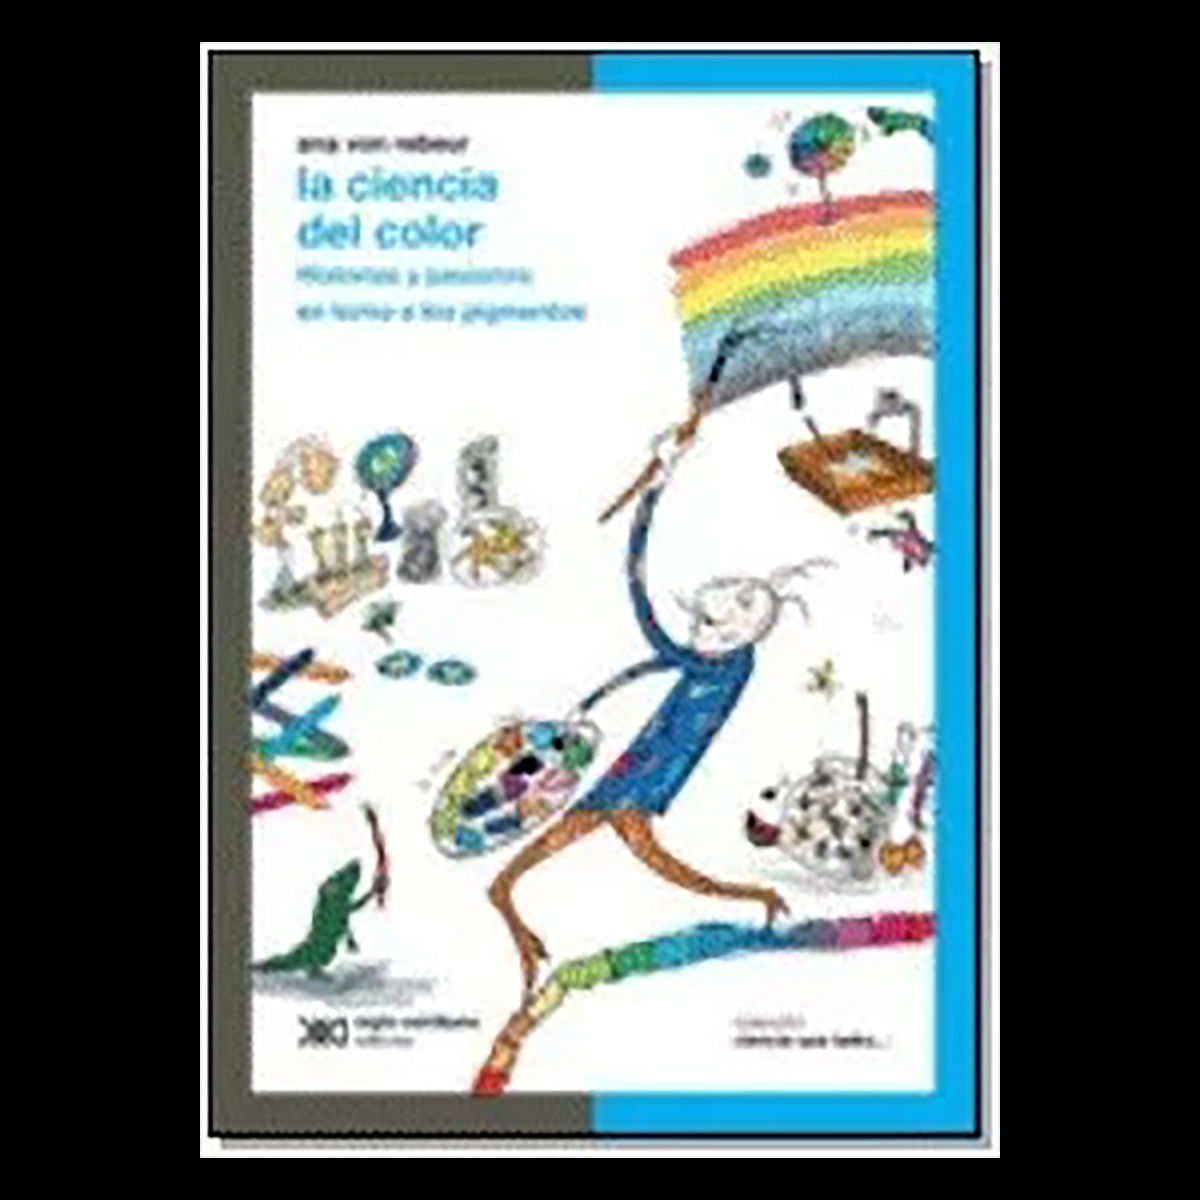 ana von rebeur
la ciencia
del color
Historias y pasiones
en torno a los pigmentos
siglo veintiuno
editores
colección
ciencia que ladra...